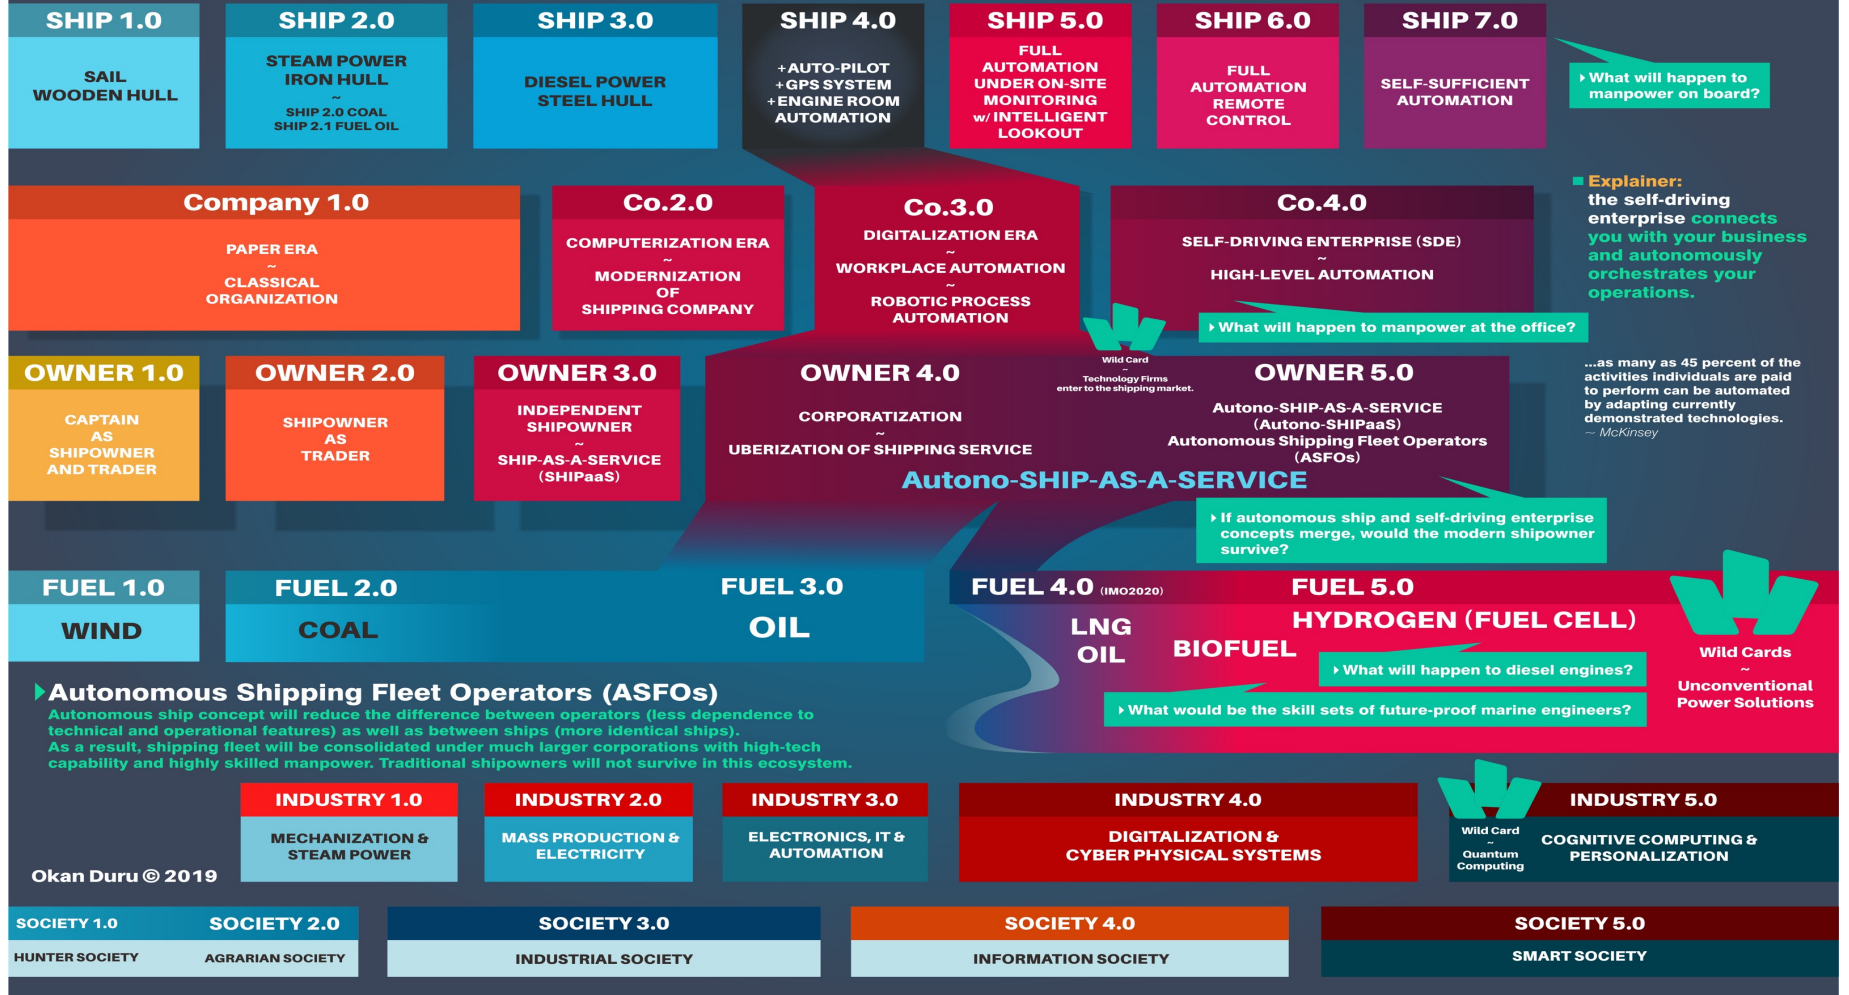 SHIP 1.0
SAIL
WOODEN HULL
SHIP 2.0
STEAM POWER
IRON HULL
~
SHIP 2.0 COAL
SHIP 2.1 FUEL OIL
SHIP 3.0
DIESEL POWER
STEEL HULL
SHIP 4.0
+AUTO-PILOT
+GPS SYSTEM
+ENGINE ROOM
AUTOMATION
SHIP 5.0
FULL
AUTOMATION
UNDER ON-SITE
MONITORING
w/ INTELLIGENT
LOOKOUT
SHIP 6.0
FULL
AUTOMATION
REMOTE
CONTROL
SHIP 7.0
SELF-SUFFICIENT
AUTOMATION
What will happen to
manpower on board?
Company 1.0
PAPER ERA
~
CLASSICAL
ORGANIZATION
Co.2.0
COMPUTERIZATION ERA
~
MODERNIZATION
OF
SHIPPING COMPANY
Co.3.0
DIGITALIZATION ERA
~
WORKPLACE AUTOMATION
~
ROBOTIC PROCESS
AUTOMATION
Co.4.0
SELF-DRIVING ENTERPRISE (SDE)
~
HIGH-LEVEL AUTOMATION
What will happen to manpower at the office?
Explainer:
the self-driving
enterprise connects
you with your business
and autonomously
orchestrates your
operations.
OWNER 1.0
CAPTAIN
AS
SHIPOWNER
AND TRADER
OWNER 2.0
SHIPOWNER
AS
TRADER
OWNER 3.0
INDEPENDENT
SHIPOWNER
~
SHIP-AS-A-SERVICE
(SHIPaaS)
OWNER 4.0
CORPORATIZATION
~
UBERIZATION OF SHIPPING SERVICE
Wild Card
~
Technology Firms
enter to the shipping market.
OWNER 5.0
Autono-SHIP-AS-A-SERVICE
(Autono-SHIPaaS)
Autonomous Shipping Fleet Operators
(ASFOs)
Autono-SHIP-AS-A-SERVICE
...as many as 45 percent of the
activities individuals are paid
to perform can be automated
by adapting currently
demonstrated technologies.
~ McKinsey
If autonomous ship and self-driving enterprise
concepts merge, would the modern shipowner
survive?
FUEL 1.0
WIND
FUEL 2.0
COAL
FUEL 3.0
OIL
FUEL 4.0 (IMO2020)
LNG
OIL
BIOFUEL
FUEL 5.0
HYDROGEN (FUEL CELL)
What will happen to diesel engines?
What would be the skill sets of future-proof marine engineers?
Wild Cards
~
Unconventional
Power Solutions
Autonomous Shipping Fleet Operators (ASFOs)
Autonomous ship concept will reduce the difference between operators (less dependence to
technical and operational features) as well as between ships (more identical ships).
As a result, shipping fleet will be consolidated under much larger corporations with high-tech
capability and highly skilled manpower. Traditional shipowners will not survive in this ecosystem.
INDUSTRY 1.0
MECHANIZATION &
STEAM POWER
INDUSTRY 2.0
MASS PRODUCTION &
ELECTRICITY
INDUSTRY 3.0
ELECTRONICS, IT &
AUTOMATION
INDUSTRY 4.0
DIGITALIZATION &
CYBER PHYSICAL SYSTEMS
Wild Card
~
Quantum
Computing
INDUSTRY 5.0
COGNITIVE COMPUTING &
PERSONALIZATION
Okan Duru © 2019
SOCIETY 1.0
HUNTER SOCIETY
SOCIETY 2.0
AGRARIAN SOCIETY
SOCIETY 3.0
INDUSTRIAL SOCIETY
SOCIETY 4.0
INFORMATION SOCIETY
SOCIETY 5.0
SMART SOCIETY